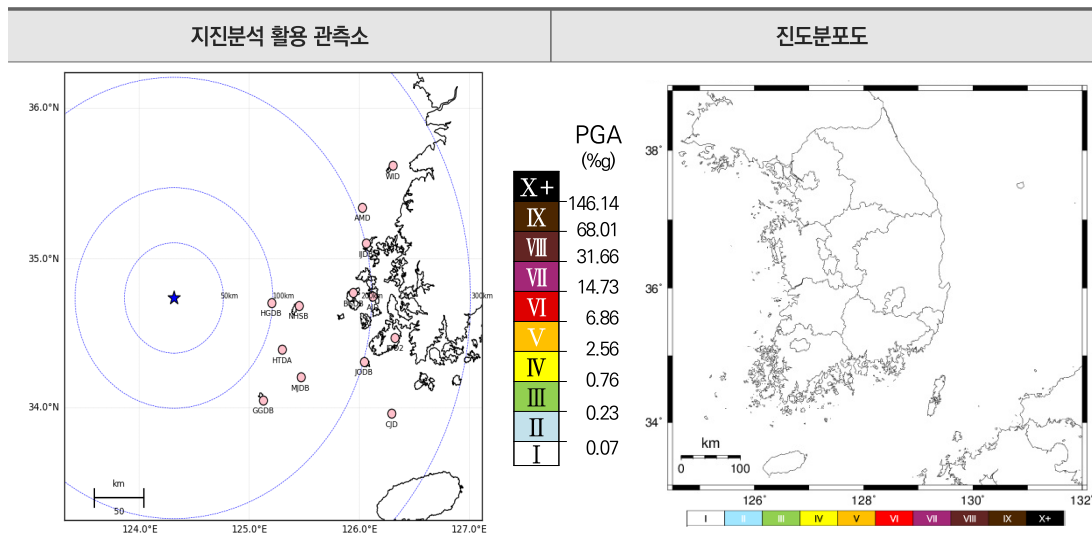 지진분석 활용 관측소
진도분포도
36.0°N
35.0°N
34.0°N
124.0°E
125.0°E
126.0°E
127.0°E
WID
AMD
50km
100km
300km
HGDB
NHSB
HTDA
MJDB
JODB
GGDB
CJD
km
50
PGA
(%g)
X+
IX
VIII
VII
VI
V
IV
III
II
I
146.14
68.01
31.66
14.73
6.86
2.56
0.76
0.23
0.07
38°
36°
34°
km
0 100
126° 128° 130° 132°
I II III IV V VI VII VIII IX X+